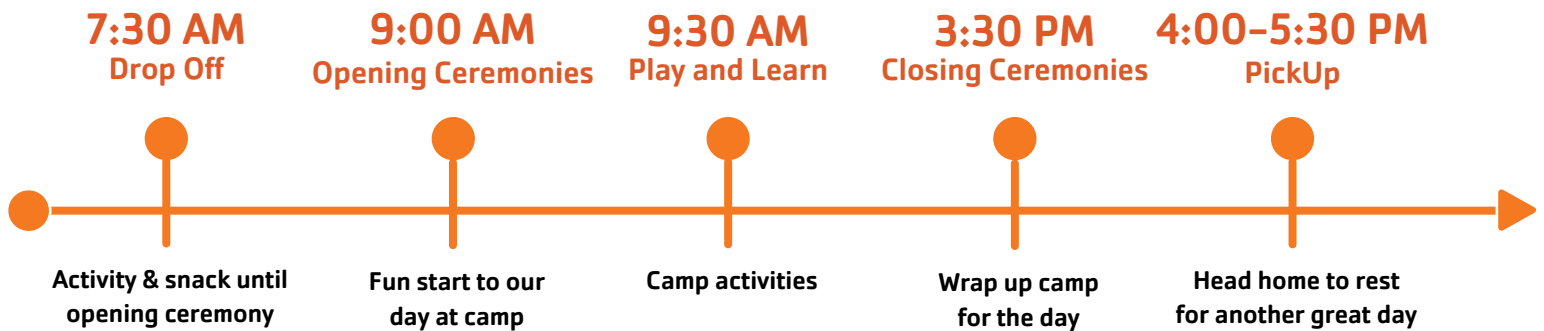 7:30 AM
Drop Off
9:00 AM
Opening Ceremonies
9:30 AM
Play and Learn
3:30 PM
Closing Ceremonies
4:00–5:30 PM
PickUp
Activity & snack until
opening ceremony
Fun start to our
day at camp
Camp activities
Wrap up camp
for the day
Head home to rest
for another great day